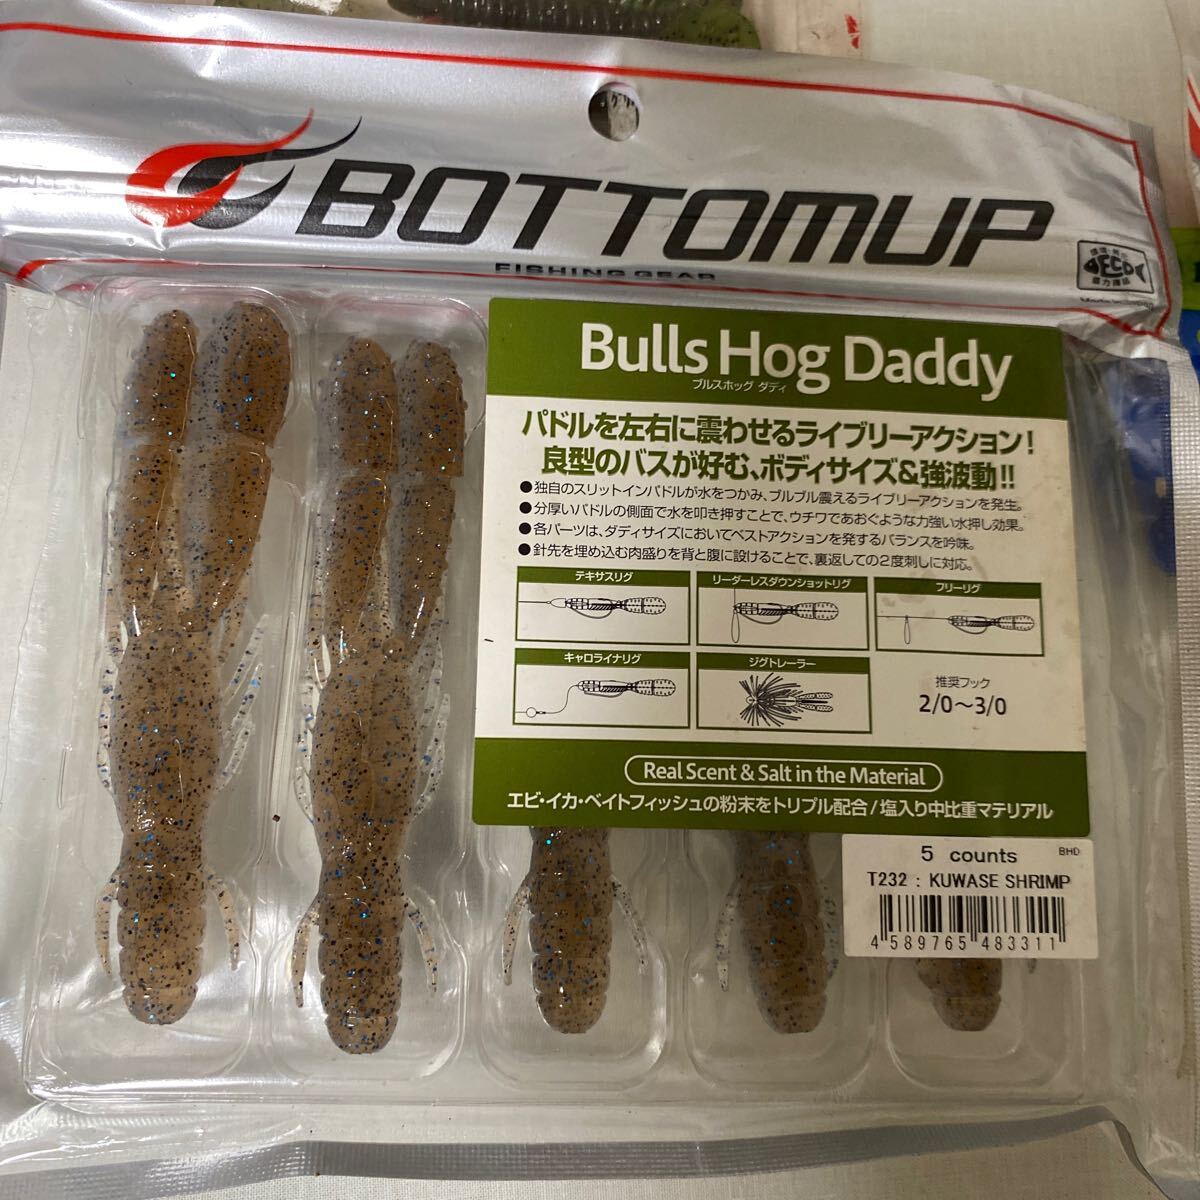 BOTTOMUP
FISHING GEAR
ECO
Bulls Hog Daddy
ブルスホッグ ダディ
パドルを左右に震わせるライブリーアクション!
良型のバスが好む、ボディサイズ&強波動!!
●独自のスリットインパドルが水をつかみ、ブルブル震えるライブリーアクションを発生。
●分厚いパドルの側面で水を叩き押すことで、ウチワであおぐような力強い水押し効果。
●各パーツは、ダディサイズにおいてベストアクションを発するバランスを吟味。
●針先を埋め込む肉盛りを背と腹に設けることで、裏返しての2度刺しに対応。
テキサスリグ
リーダーレスダウンショットリグ
フリーリグ
キャロライナリグ
ジグトレーラー
推奨フック
2/0〜3/0
Real Scent & Salt in the Material
エビ・イカ・ベイトフィッシュの粉末をトリプル配合/塩入り中比重マテリアル
5 counts
BHD
T232 : KUWASE SHRIMP
4 589765 483311